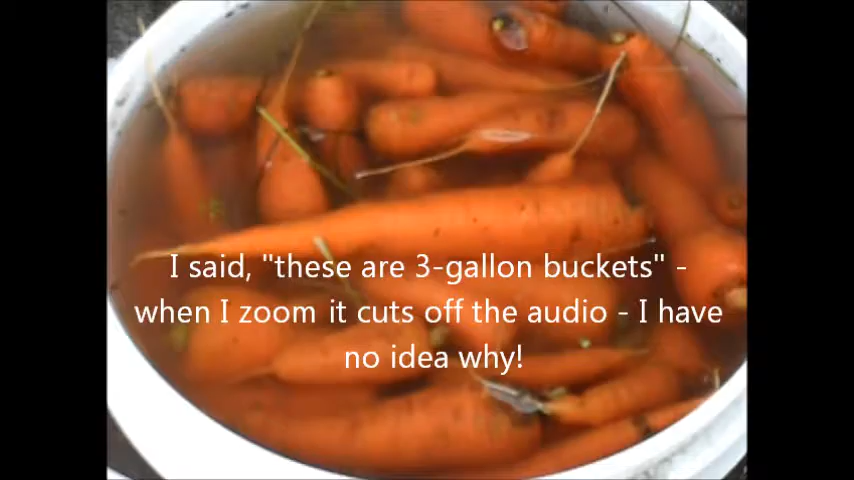 I said, "these are 3-gallon buckets" -
when I zoom it cuts off the audio - I have
no idea why!